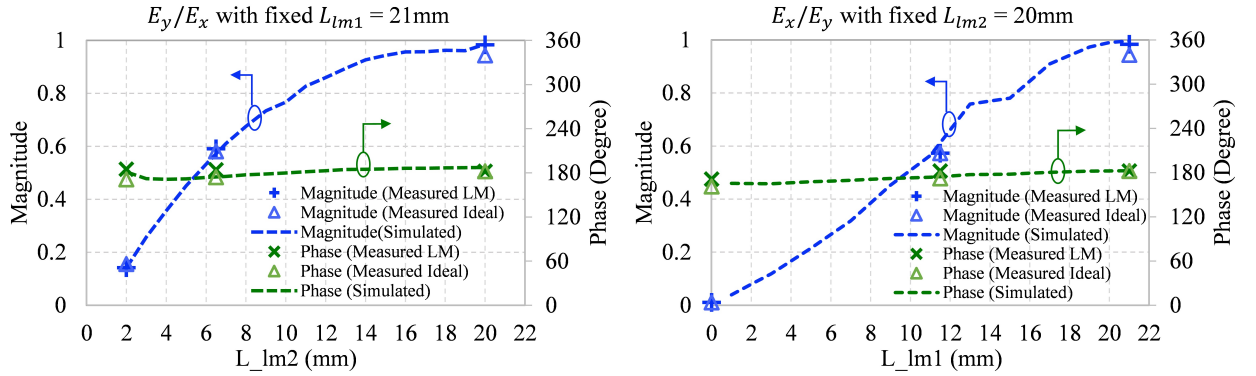 E_y/E_x with fixed L_lm1 = 21mm
1
0.8
0.6
0.4
0.2
0
Magnitude
360
300
240
180
120
60
0
Phase (Degree)
Magnitude (Measured LM)
Magnitude (Measured Ideal)
Magnitude(Simulated)
Phase (Measured LM)
Phase (Measured Ideal)
Phase (Simulated)
0 2 4 6 8 10 12 14 16 18 20 22
L_lm2 (mm)
E_x/E_y with fixed L_lm2 = 20mm
1
0.8
0.6
0.4
0.2
0
Magnitude
360
300
240
180
120
60
0
Phase (Degree)
Magnitude (Measured LM)
Magnitude (Measured Ideal)
Magnitude (Simulated)
Phase (Measured LM)
Phase (Measured Ideal)
Phase (Simulated)
0 2 4 6 8 10 12 14 16 18 20 22
L_lm1 (mm)